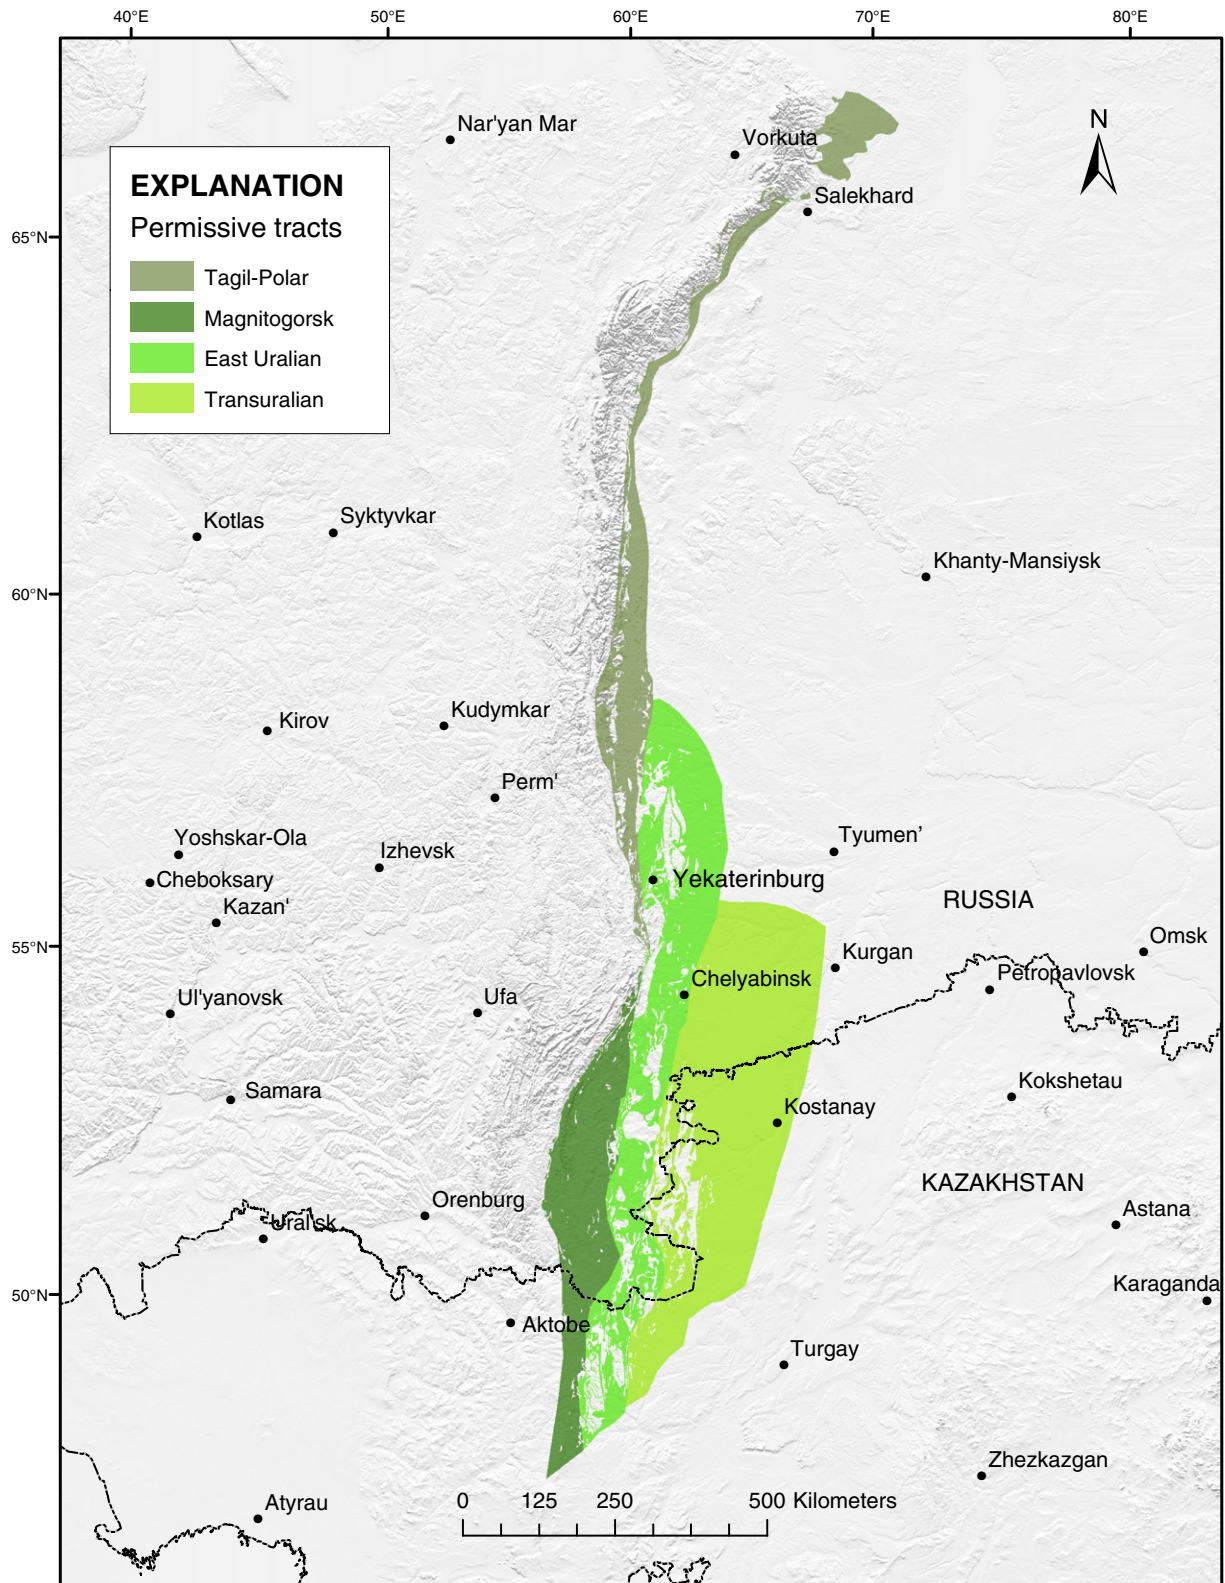 40°E 50°E 60°E 70°E 80°E
N
Nar'yan Mar
Vorkuta
EXPLANATION
Permissive tracts
Tagil-Polar
Magnitogorsk
East Uralian
Transuralian
Salekhard
65°N
Kotlas
Syktyvkar
Khanty-Mansiysk
60°N
Kirov
Kudymkar
Perm'
Yoshskar-Ola
Izhevsk
Tyumen’
Cheboksary
Yekaterinburg
Kazan'
RUSSIA
55°N
Kurgan
Omsk
Petropavlovsk
Chelyabinsk
Ul'yanovsk
Ufa
Samara
Kokshetau
Kostanay
KAZAKHSTAN
Orenburg
Astana
Ural'sk
Karaganda
50°N
Aktobe
Turgay
Zhezkazgan
Atyrau
0 125 250 500 Kilometers